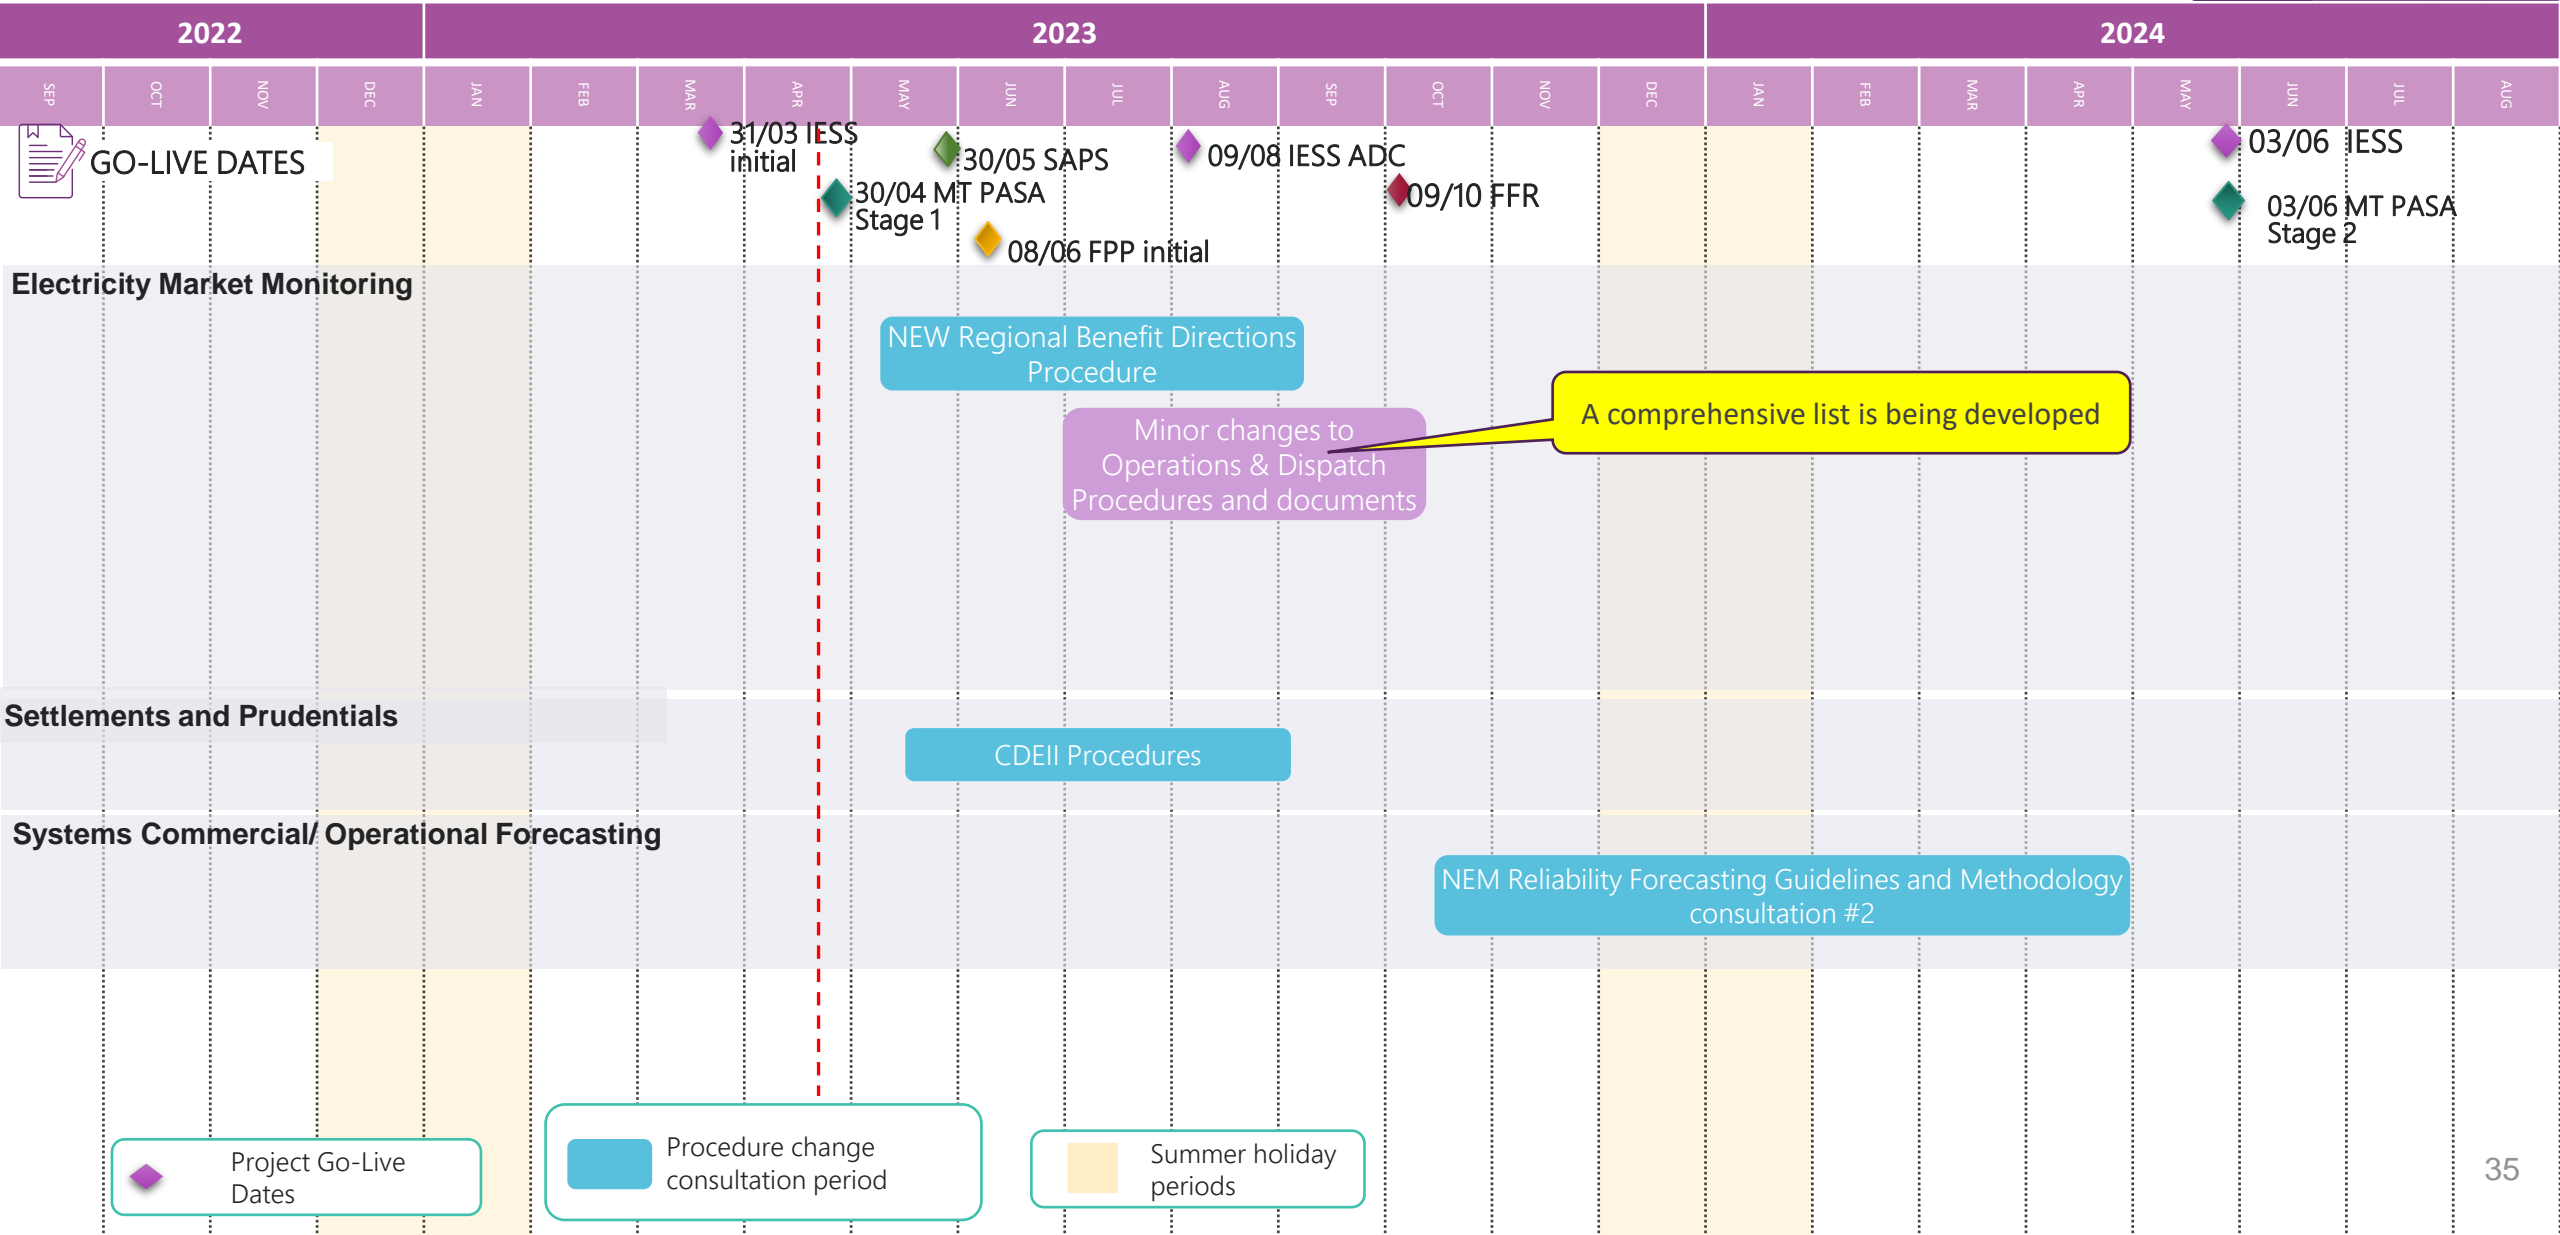 2022
2023
2024
SEP
OCT
NOV
DEC
JAN
FEB
MAR
APR
MAY
JUN
JUL
AUG
SEP
OCT
NOV
DEC
JAN
FEB
MAR
APR
MAY
JUN
JUL
AUG
GO-LIVE DATES
31/03 IESS
initial
30/04 MT PASA
Stage 1
30/05 SAPS
08/06 FPP initial
09/08 IESS ADC
09/10 FFR
03/06 IESS
03/06 MT PASA
Stage 2
Electricity Market Monitoring
NEW Regional Benefit Directions
Procedure
Minor changes to
Operations & Dispatch
Procedures and documents
A comprehensive list is being developed
Settlements and Prudentials
CDEII Procedures
Systems Commercial/ Operational Forecasting
NEM Reliability Forecasting Guidelines and Methodology
consultation #2
Project Go-Live
Dates
Procedure change
consultation period
Summer holiday
periods
35